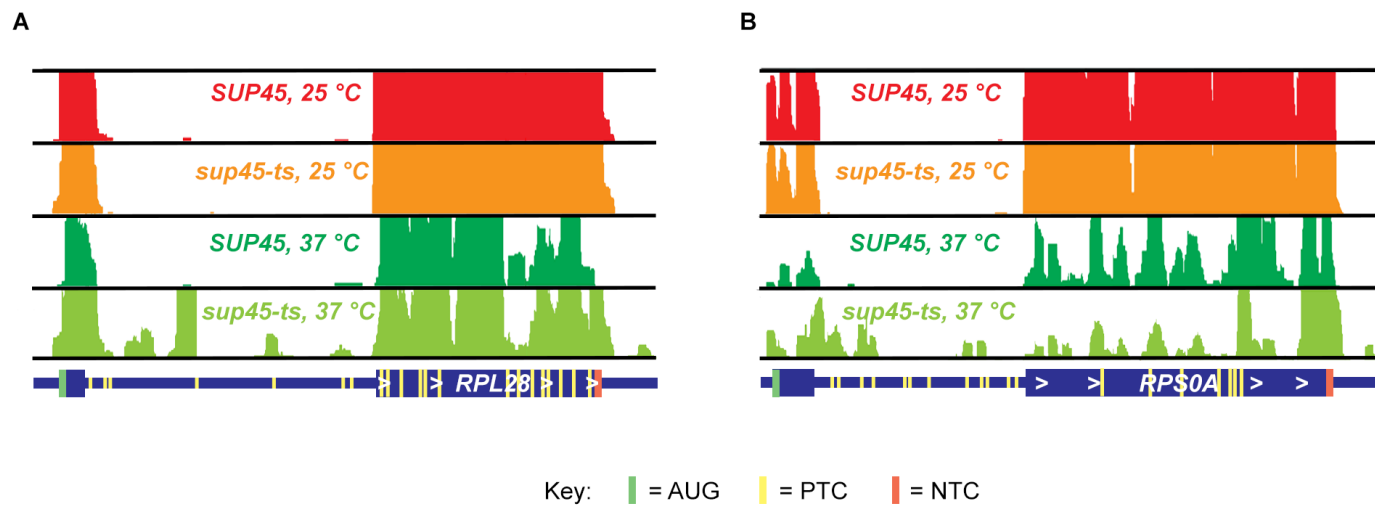 A
SUP45, 25 °C
sup45-ts, 25 °C
SUP45, 37 °C
sup45-ts, 37 °C
> > RPL28 > >
B
SUP45, 25 °C
sup45-ts, 25 °C
SUP45, 37 °C
sup45-ts, 37 °C
> > RPS0A > >
Key: = AUG = PTC = NTC